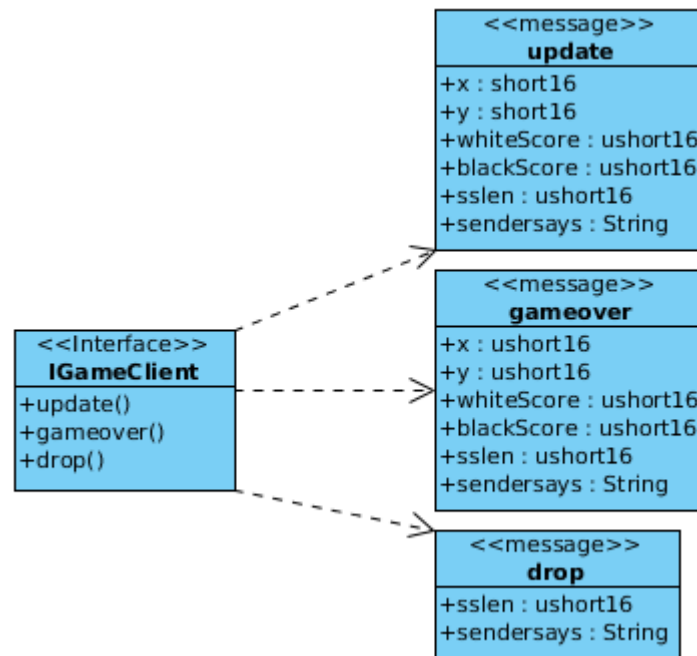 <<message>>
update
+x : short16
+y : short16
+whiteScore : ushort16
+blackScore : ushort16
+sslen : ushort16
+sendersays : String
<<message>>
gameover
+x : ushort16
+y : ushort16
+whiteScore : ushort16
+blackScore : ushort16
+sslen : ushort16
+sendersays : String
<<Interface>>
IGameClient
+update()
+gameover()
+drop()
<<message>>
drop
+sslen : ushort16
+sendersays : String